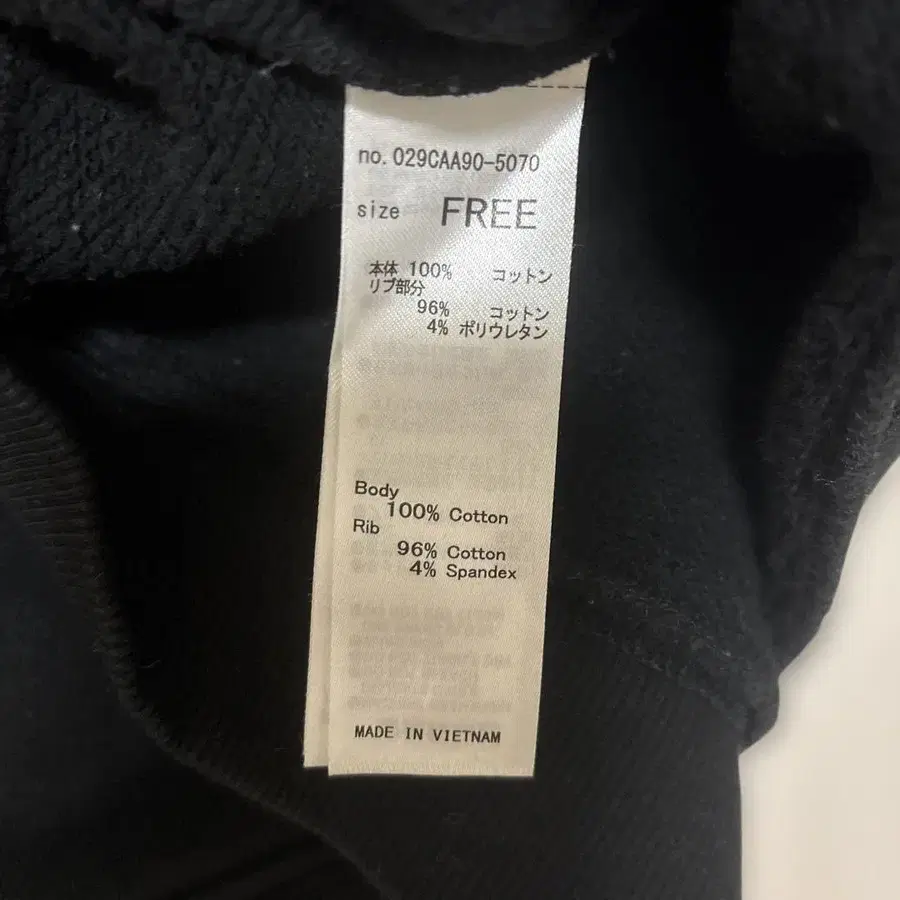 no. 029CAA90-5070
size FREE
本体 100% コットン
リブ部分
96% コットン
4% ポリウレタン
Body
100% Cotton
Rib
96% Cotton
4% Spandex
MADE IN VIETNAM